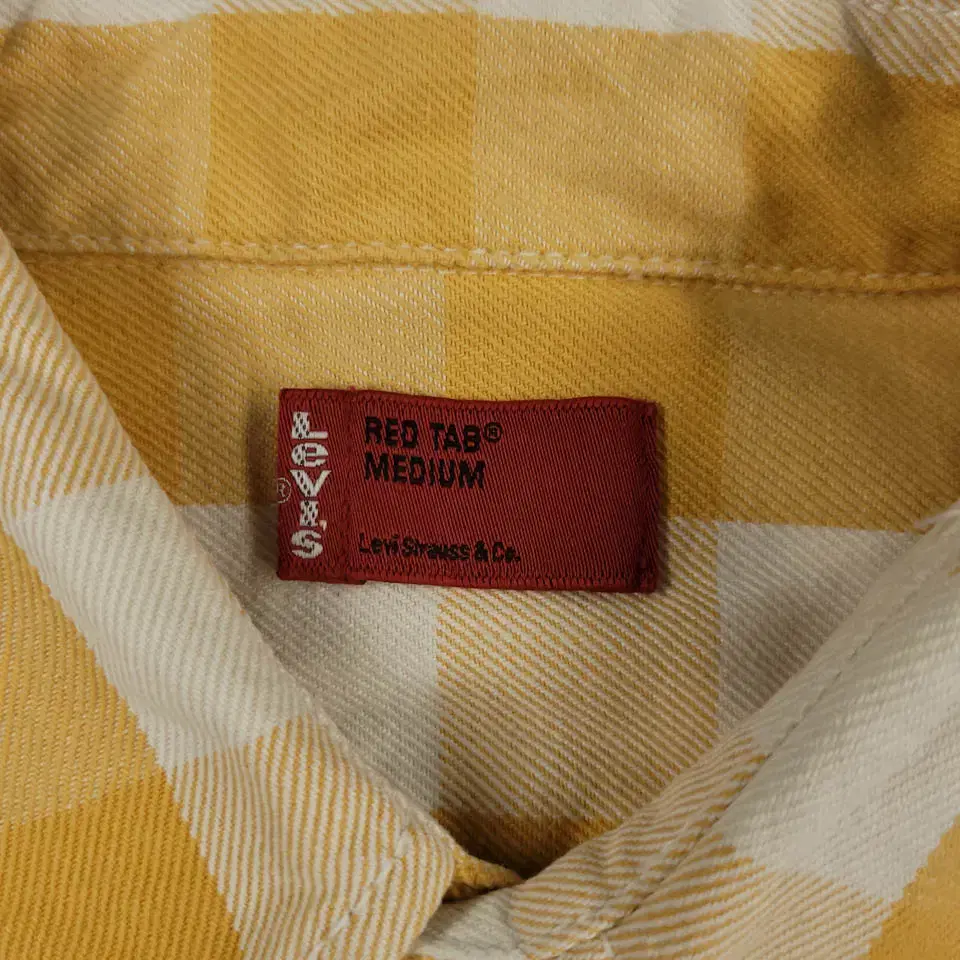 LEVI'S
®
RED TAB®
MEDIUM
Levi Strauss & Co.